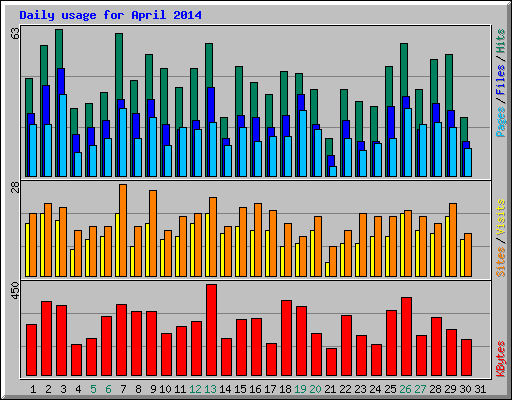 Daily usage for April 2014
63
28
450
Pages / Files / Hits
Sites / Visits
KBytes
1 2 3 4 5 6 7 8 9 10 11 12 13 14 15 16 17 18 19 20 21 22 23 24 25 26 27 28 29 30 31